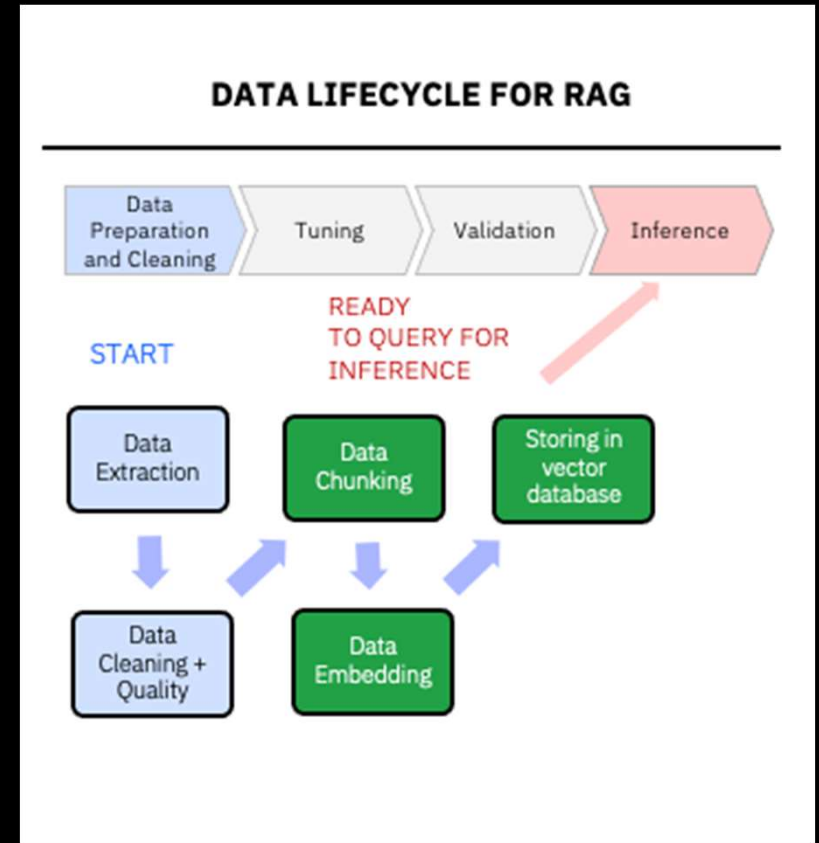 DATA LIFECYCLE FOR RAG
Data
Preparation
and Cleaning
Tuning
Validation
Inference
READY
TO QUERY FOR
INFERENCE
START
Data
Extraction
Data
Chunking
Storing in
vector
database
Data
Cleaning +
Quality
Data
Embedding